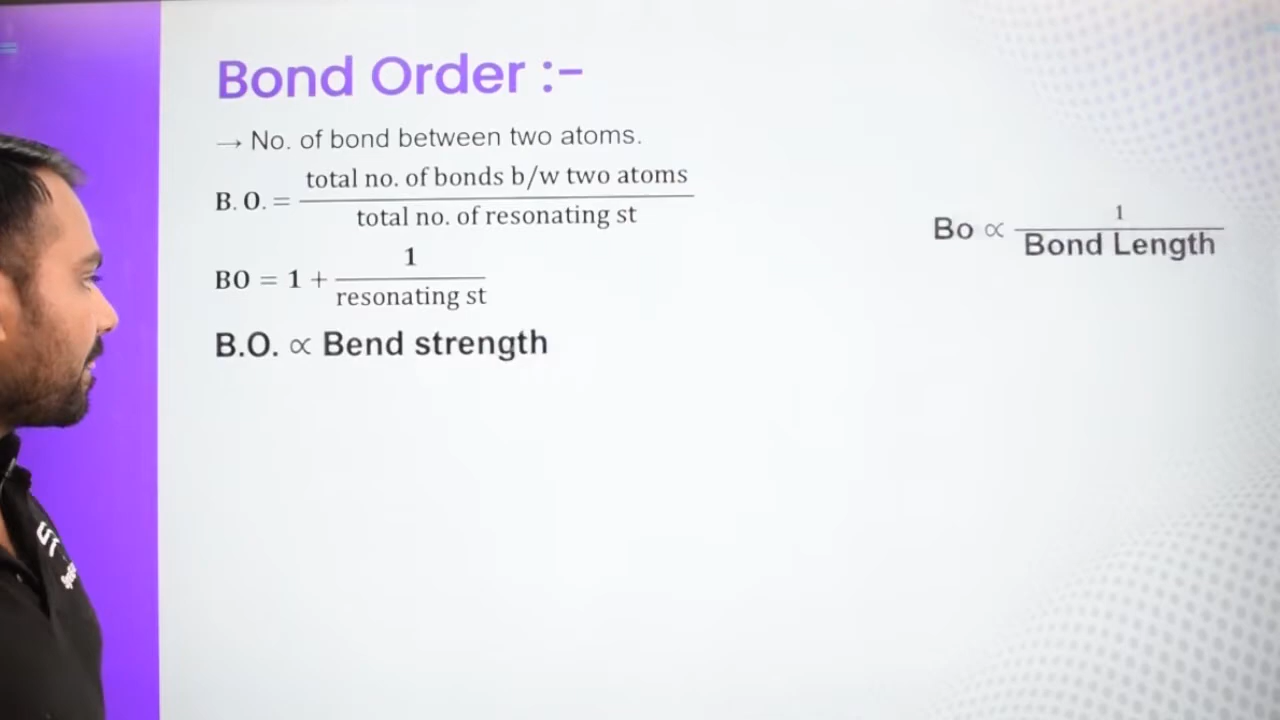 Bond Order :-
→ No. of bond between two atoms.
B. O. = total no. of bonds b/w two atoms / total no. of resonating st
BO = 1 + 1 / resonating st
B.O. ∝ Bend strength
Bo ∝ 1 / Bond Length